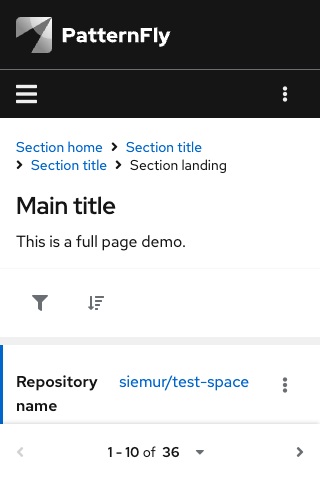 PatternFly
Section home > Section title
> Section title > Section landing
Main title
This is a full page demo.
Repository name siemur/test-space
1 - 10 of 36